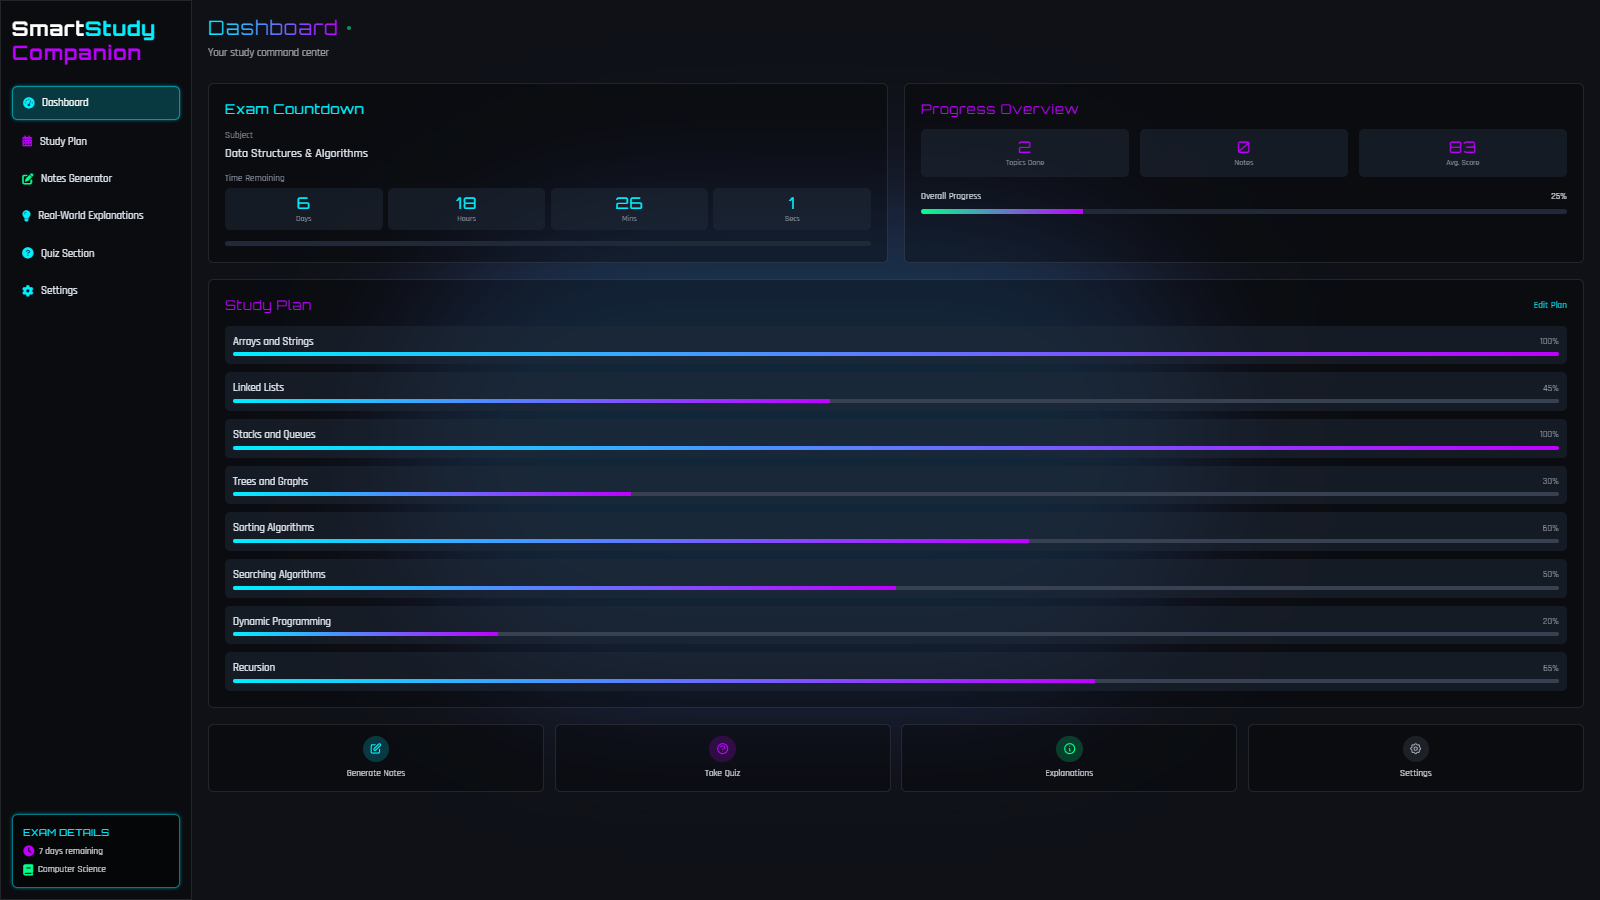 SmartStudy
Companion
Dashboard
Study Plan
Notes Generator
Real-World Explanations
Quiz Section
Settings
EXAM DETAILS
7 days remaining
Computer Science
Dashboard
Your study command center
Exam Countdown
Subject
Data Structures & Algorithms
Time Remaining
6 18 26 1
Days Hours Mins Secs
Progress Overview
2 0 83
Topics Done Notes Avg. Score
Overall Progress 25%
Study Plan Edit Plan
Arrays and Strings 100%
Linked Lists 45%
Stacks and Queues 100%
Trees and Graphs 30%
Sorting Algorithms 60%
Searching Algorithms 50%
Dynamic Programming 20%
Recursion 65%
Generate Notes Take Quiz Explanations Settings